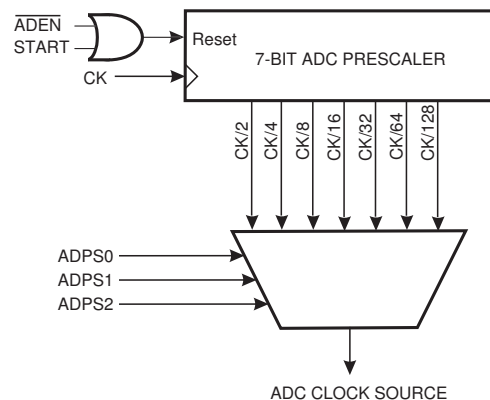 ADEN
START
Reset
7-BIT ADC PRESCALER
CK
CK/2
CK/4
CK/8
CK/16
CK/32
CK/64
CK/128
ADPS0
ADPS1
ADPS2
ADC CLOCK SOURCE